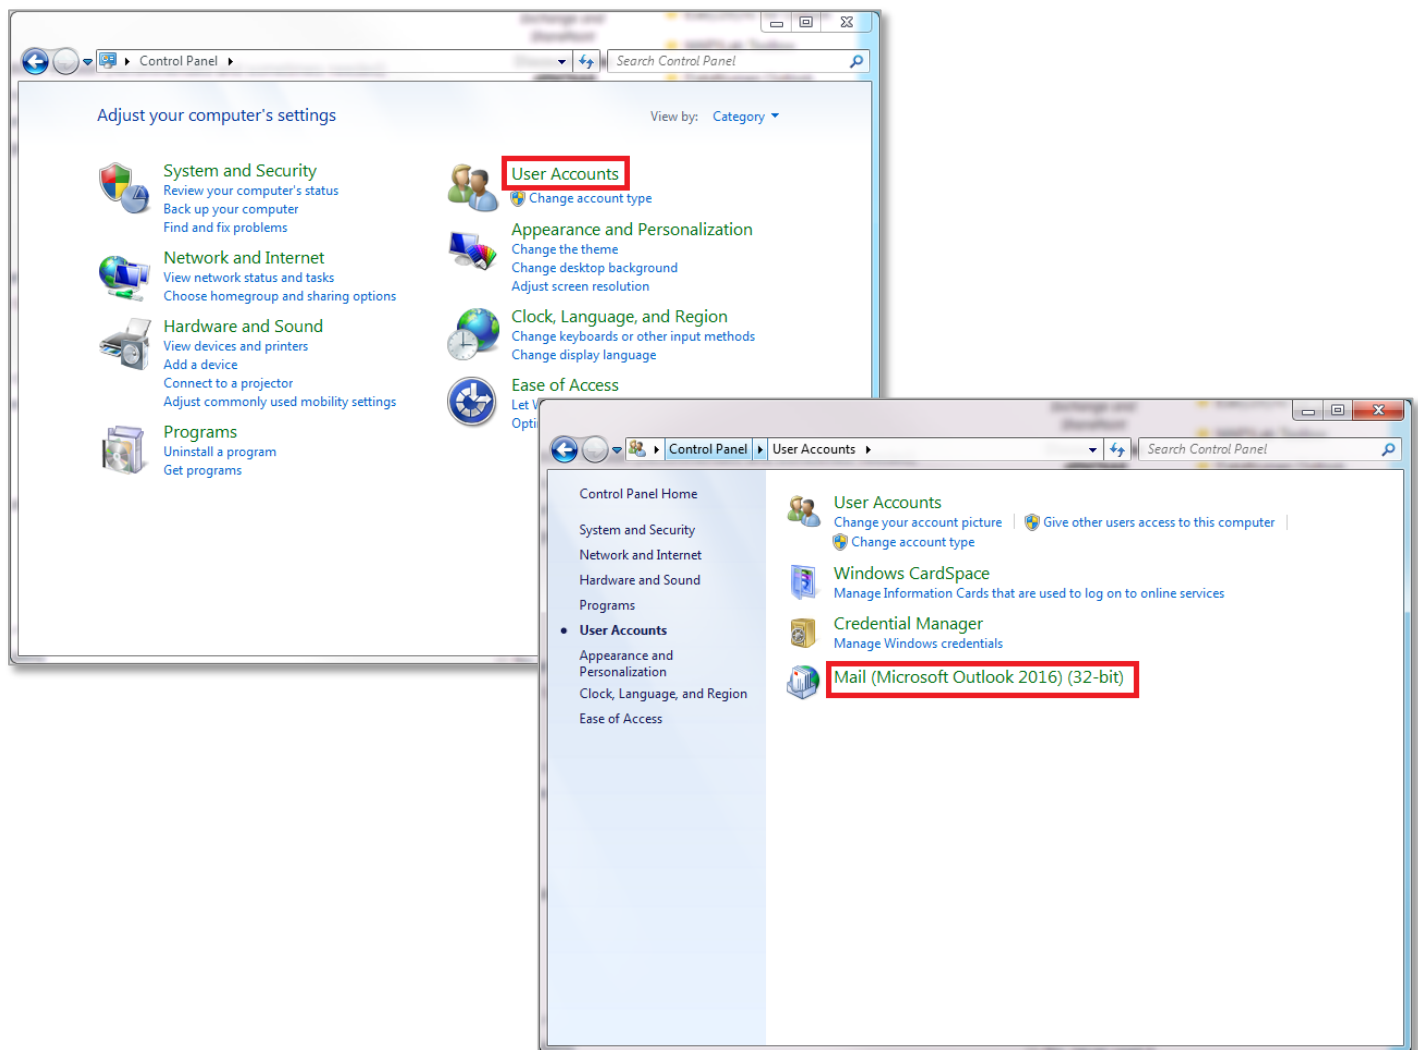 Control Panel
Search Control Panel
Adjust your computer's settings
View by: Category
System and Security
Review your computer's status
Back up your computer
Find and fix problems
Network and Internet
View network status and tasks
Choose homegroup and sharing options
Hardware and Sound
View devices and printers
Add a device
Connect to a projector
Adjust commonly used mobility settings
Programs
Uninstall a program
Get programs
User Accounts
Change account type
Appearance and Personalization
Change the theme
Change desktop background
Adjust screen resolution
Clock, Language, and Region
Change keyboards or other input methods
Change display language
Ease of Access
Let
Control Panel User Accounts
Search Control Panel
Control Panel Home
System and Security
Network and Internet
Hardware and Sound
Programs
User Accounts
Appearance and
Personalization
Clock, Language, and Region
Ease of Access
User Accounts
Change your account picture
Give other users access to this computer
Change account type
Windows CardSpace
Manage Information Cards that are used to log on to online services
Credential Manager
Manage Windows credentials
Mail (Microsoft Outlook 2016) (32-bit)